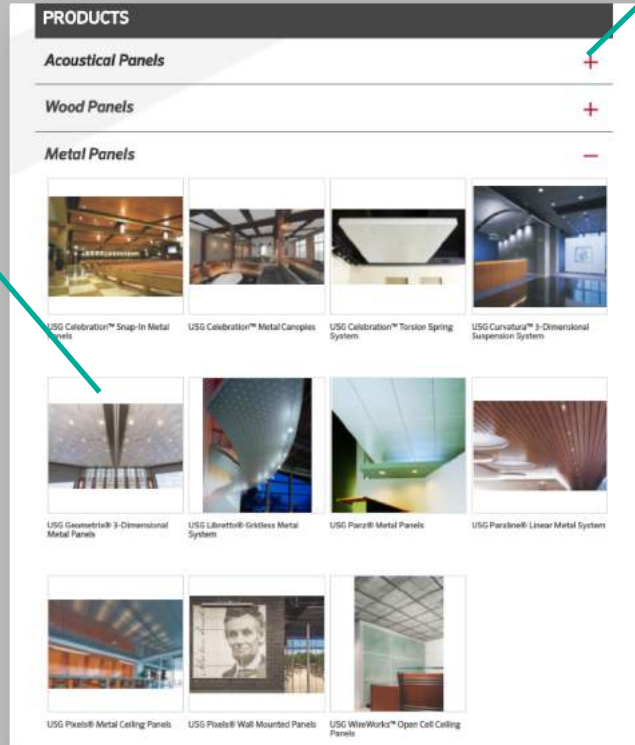 PRODUCTS
Acoustical Panels
Wood Panels
Metal Panels
USG Celebration™ Snap-In Metal
Panels
USG Celebration™ Metal Canopies
USG Celebration™ Torsion Spring
System
USG Curvatura™ 3-Dimensional
Suspension System
USG Geometrix® 3-Dimensional
Metal Panels
USG Libretto® Gridless Metal
System
USG Panz® Metal Panels
USG Paraline® Linear Metal System
USG Pixels® Metal Ceiling Panels
USG Pixels® Wall Mounted Panels
USG WireWorks™ Open Cell Ceiling
Panels